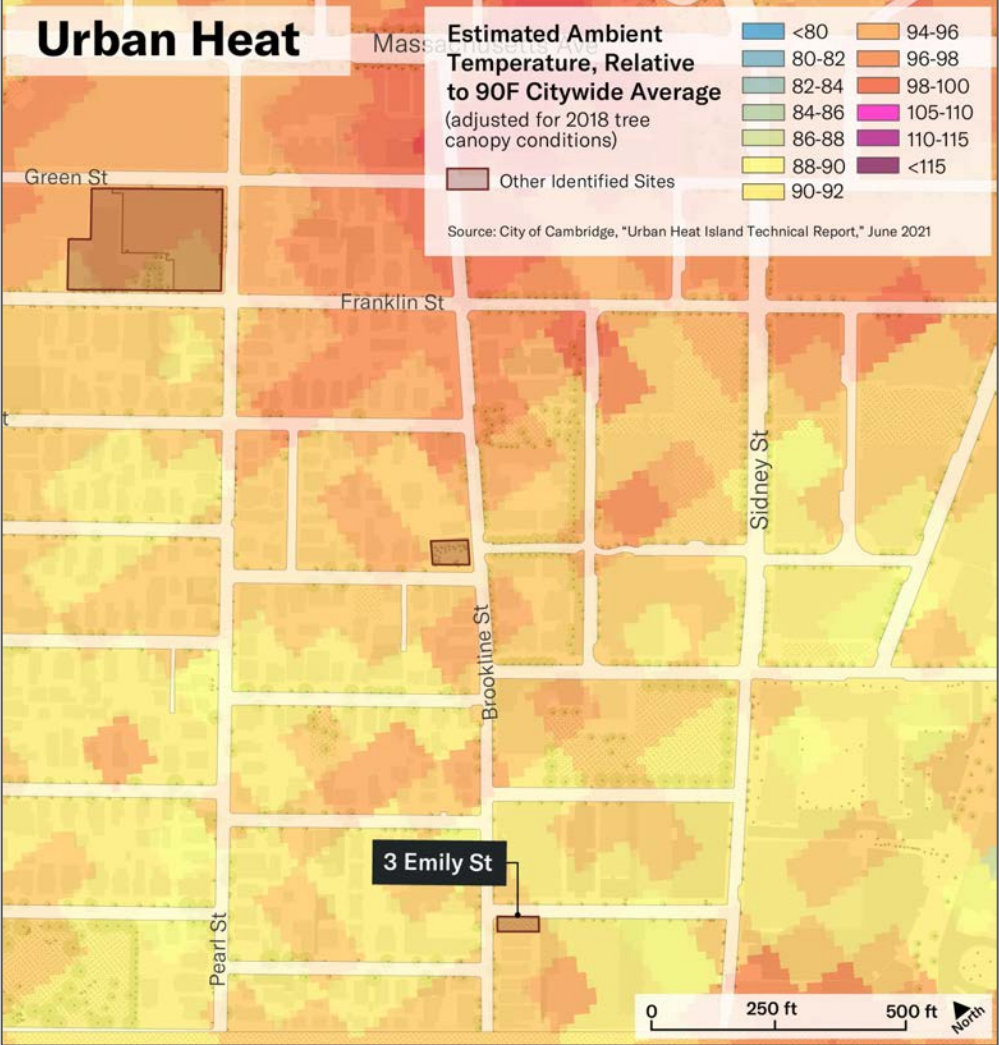 Urban Heat
Massachusetts Ave
Estimated Ambient
Temperature, Relative
to 90F Citywide Average
(adjusted for 2018 tree
canopy conditions)
Other Identified Sites
<80
80-82
82-84
84-86
86-88
88-90
90-92
94-96
96-98
98-100
105-110
110-115
<115
Source: City of Cambridge, "Urban Heat Island Technical Report," June 2021
Green St
Franklin St
t
Sidney St
Brookline St
3 Emily St
Pearl St
0 250 ft 500 ft
North